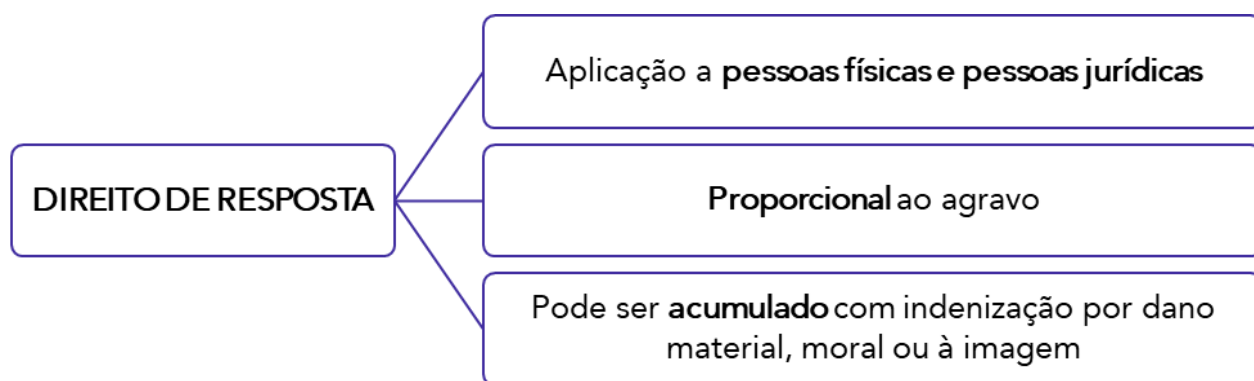 Aplicação a pessoas físicas e pessoas jurídicas
DIREITO DE RESPOSTA
Proporcional ao agravo
Pode ser acumulado com indenização por dano
material, moral ou à imagem